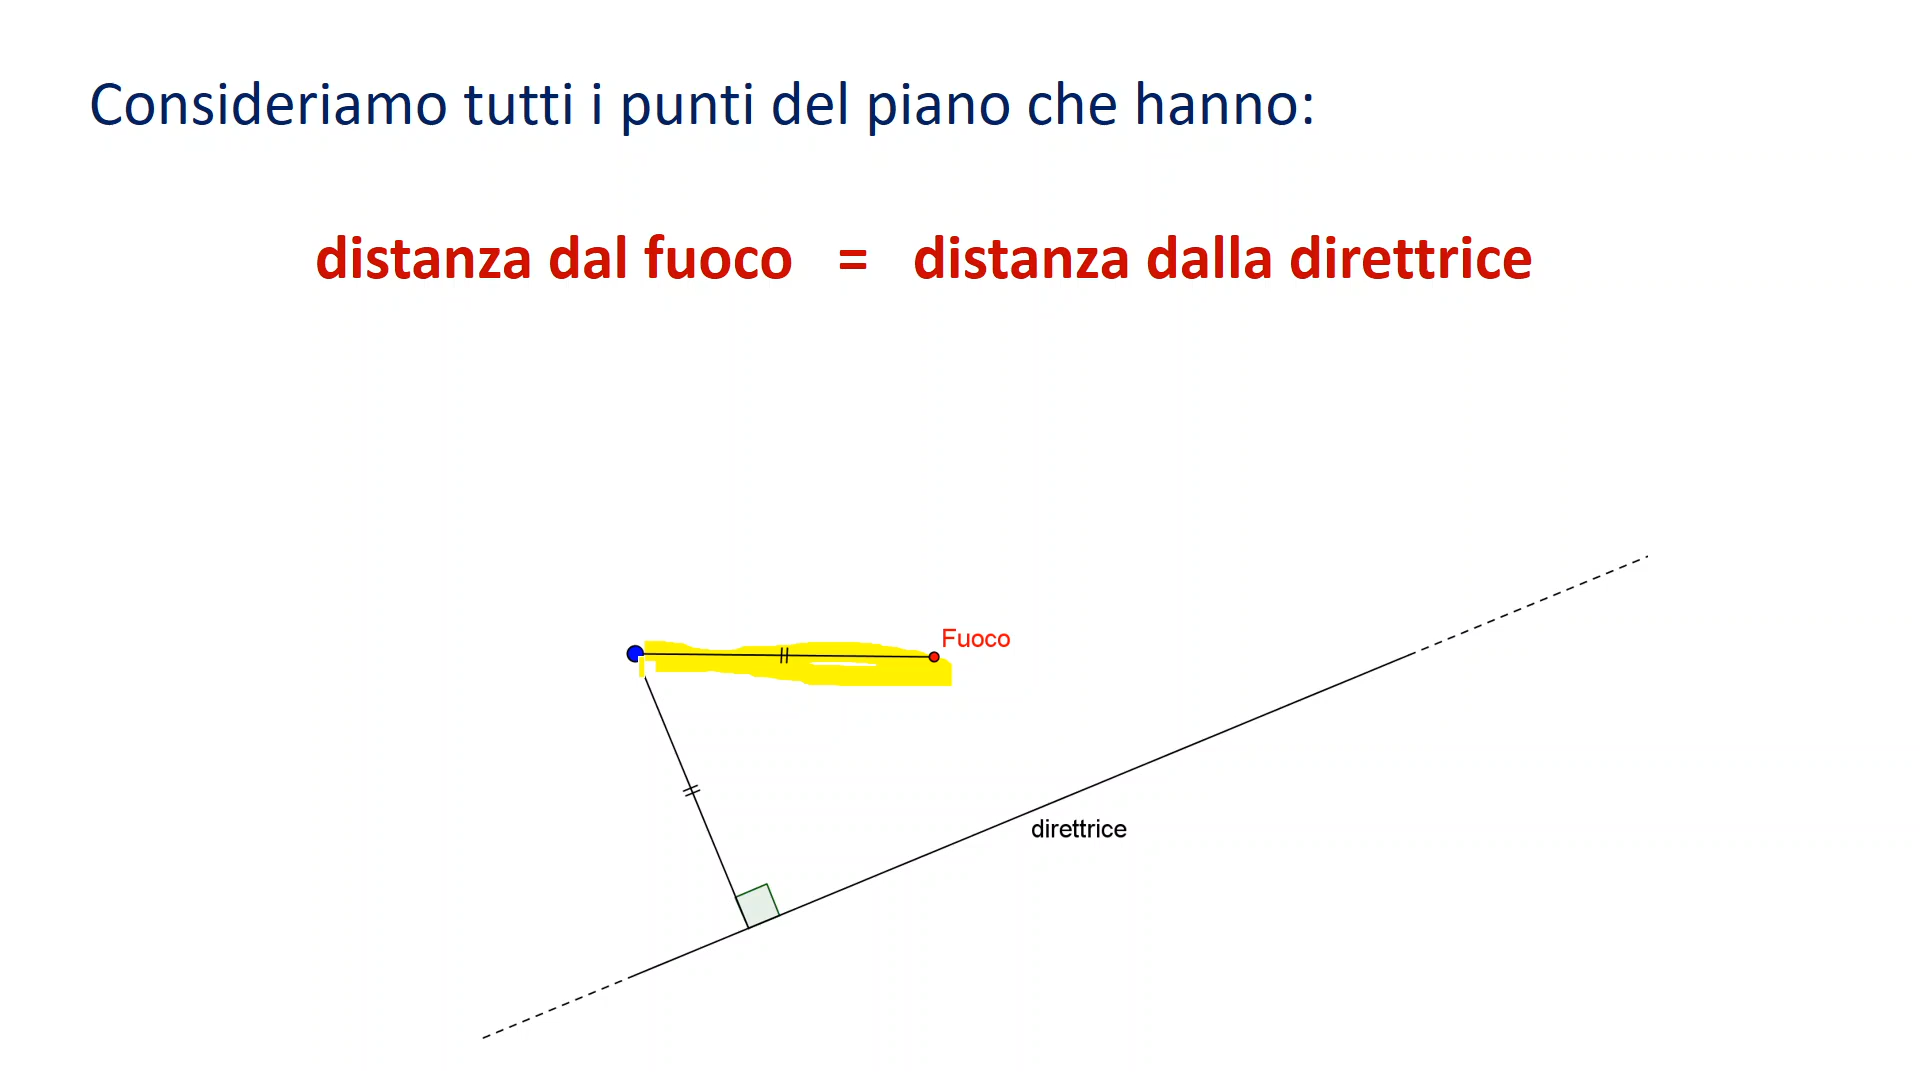 Consideriamo tutti i punti del piano che hanno:
distanza dal fuoco = distanza dalla direttrice
Fuoco
direttrice